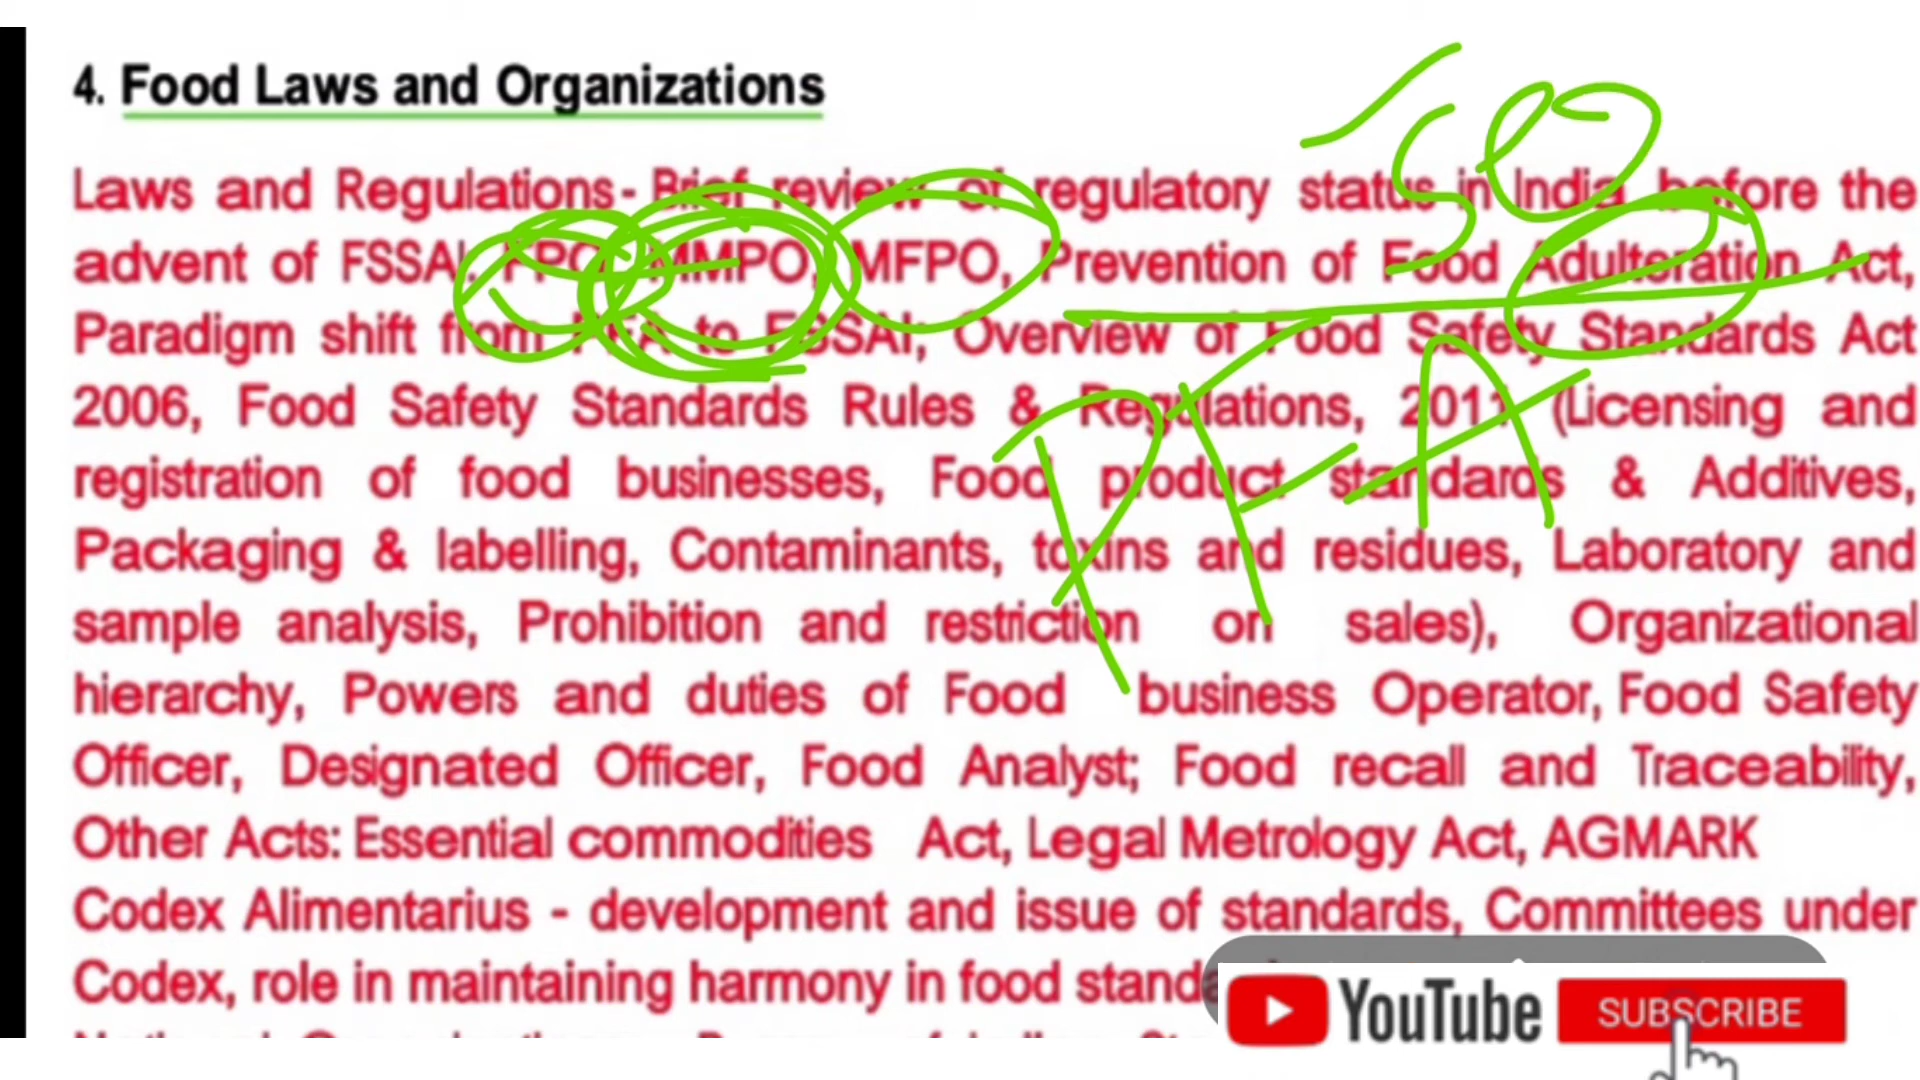 4. Food Laws and Organizations
Laws and Regulations- Brief review of regulatory status in India before the
advent of FSSAI. FPO, MMPO, MFPO, Prevention of Food Adulteration Act,
Paradigm shift from PFA to FSSAI, Overview of Food Safety Standards Act
2006, Food Safety Standards Rules & Regulations, 2011 (Licensing and
registration of food businesses, Food product standards & Additives,
Packaging & labelling, Contaminants, toxins and residues, Laboratory and
sample analysis, Prohibition and restriction on sales), Organizational
hierarchy, Powers and duties of Food business Operator, Food Safety
Officer, Designated Officer, Food Analyst; Food recall and Traceability,
Other Acts: Essential commodities Act, Legal Metrology Act, AGMARK
Codex Alimentarius - development and issue of standards, Committees under
Codex, role in maintaining harmony in food
PFA
YouTube SUBSCRIBE